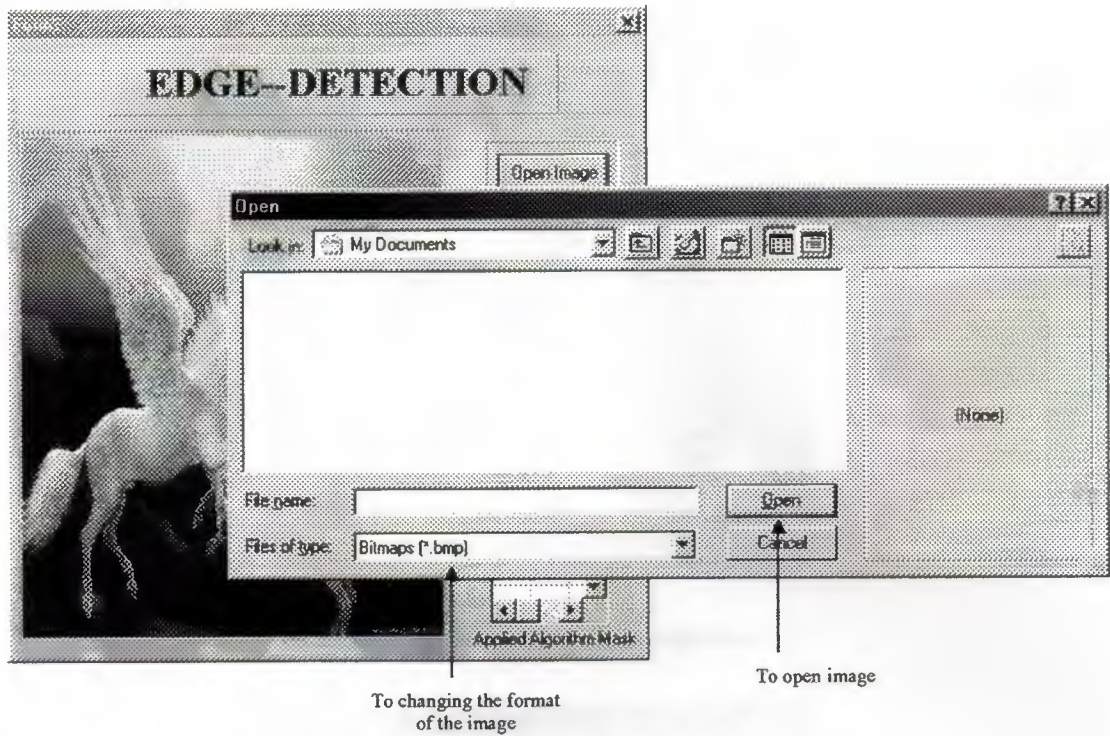 EDGE--DETECTION
Open Image
Open
Look in:
My Documents
(None)
File name:
Open
Files of type:
Bitmaps (*.bmp)
Cancel
Applied Algorithm Mask
To open image
To changing the format
of the image